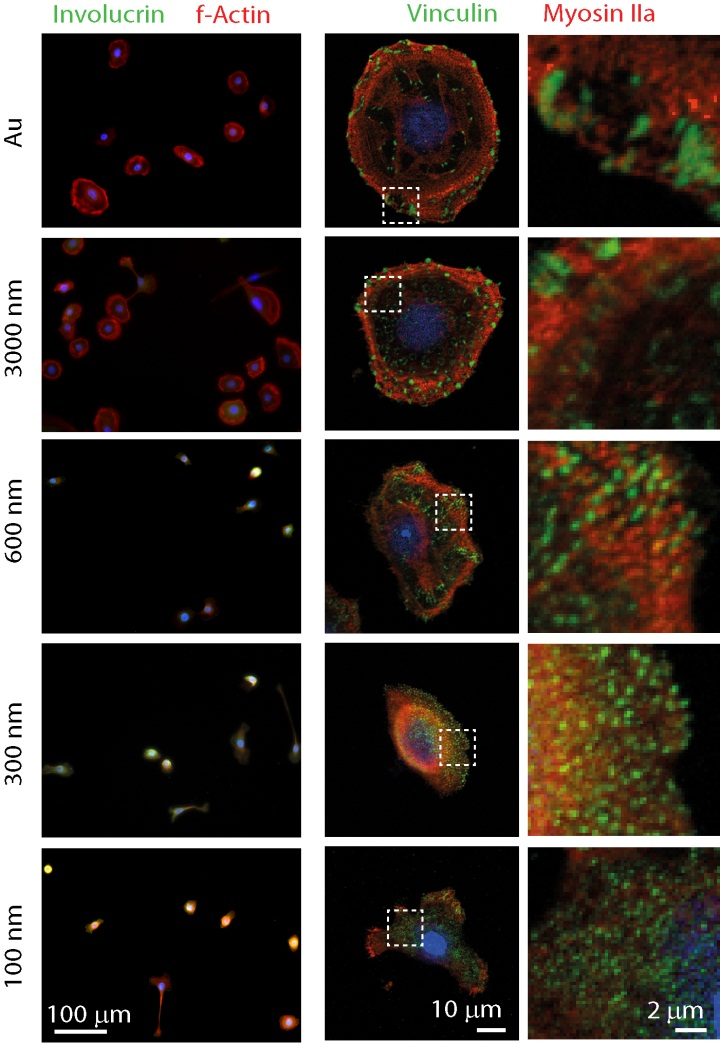 Involucrin f-Actin Vinculin Myosin IIa
Au
3000 nm
600 nm
300 nm
100 nm
100 μm 10 μm 2 μm